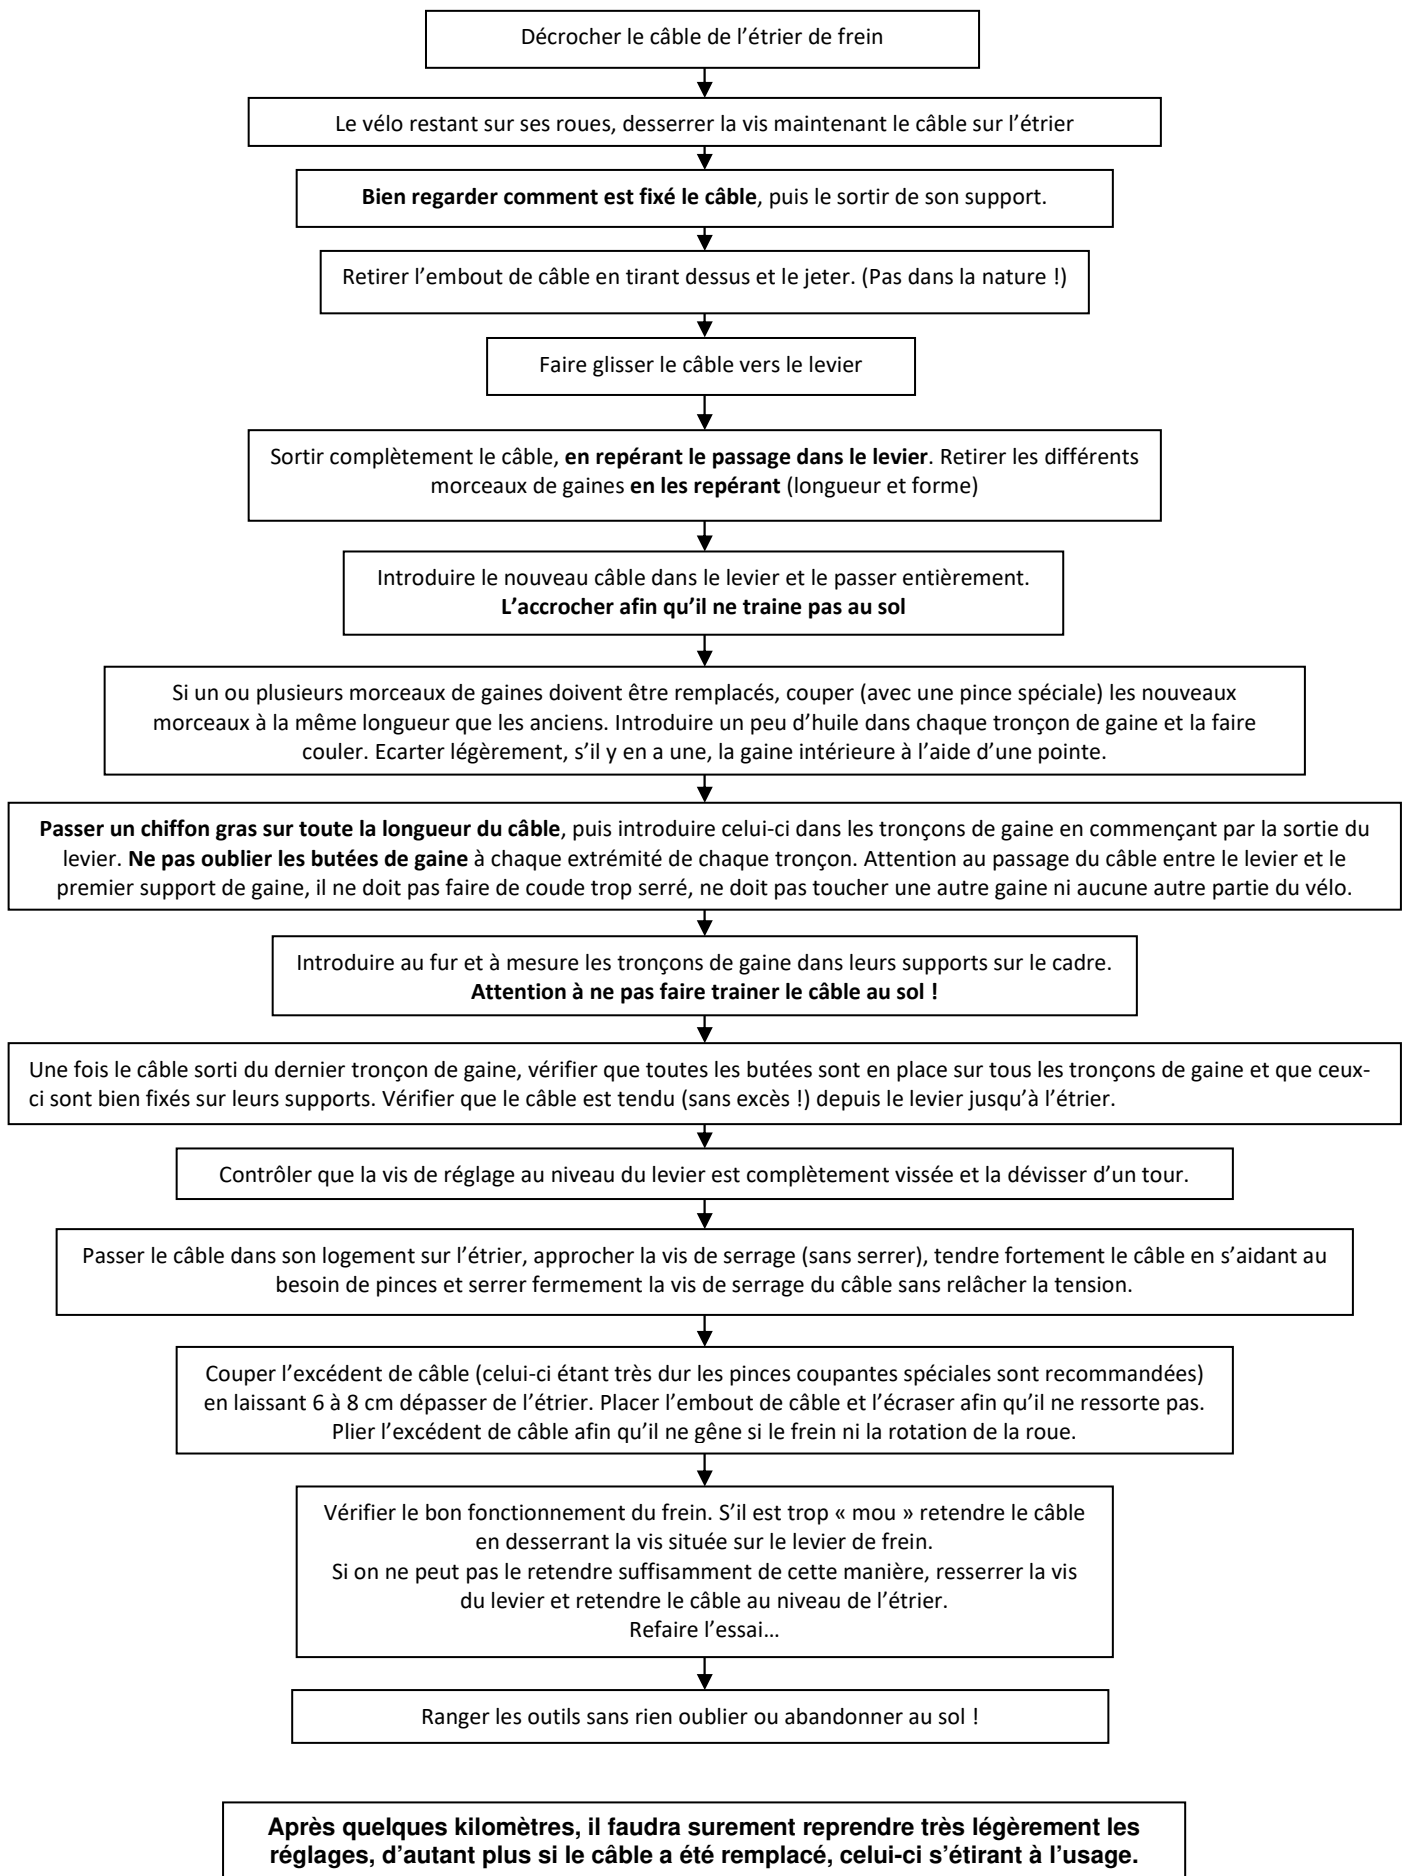 Décrocher le câble de l’étrier de frein
Le vélo restant sur ses roues, desserrer la vis maintenant le câble sur l’étrier
Bien regarder comment est fixé le câble, puis le sortir de son support.
Retirer l’embout de câble en tirant dessus et le jeter. (Pas dans la nature !)
Faire glisser le câble vers le levier
Sortir complètement le câble, en repérant le passage dans le levier. Retirer les différents
morceaux de gaines en les repérant (longueur et forme)
Introduire le nouveau câble dans le levier et le passer entièrement.
L’accrocher afin qu’il ne traine pas au sol
Si un ou plusieurs morceaux de gaines doivent être remplacés, couper (avec une pince spéciale) les nouveaux
morceaux à la même longueur que les anciens. Introduire un peu d’huile dans chaque tronçon de gaine et la faire
couler. Ecarter légèrement, s’il y en a une, la gaine intérieure à l’aide d’une pointe.
Passer un chiffon gras sur toute la longueur du câble, puis introduire celui-ci dans les tronçons de gaine en commençant par la sortie du
levier. Ne pas oublier les butées de gaine à chaque extrémité de chaque tronçon. Attention au passage du câble entre le levier et le
premier support de gaine, il ne doit pas faire de coude trop serré, ne doit pas toucher une autre gaine ni aucune autre partie du vélo.
Introduire au fur et à mesure les tronçons de gaine dans leurs supports sur le cadre.
Attention à ne pas faire trainer le câble au sol !
Une fois le câble sorti du dernier tronçon de gaine, vérifier que toutes les butées sont en place sur tous les tronçons de gaine et que ceux-
ci sont bien fixés sur leurs supports. Vérifier que le câble est tendu (sans excès !) depuis le levier jusqu’à l’étrier.
Contrôler que la vis de réglage au niveau du levier est complètement vissée et la dévisser d’un tour.
Passer le câble dans son logement sur l’étrier, approcher la vis de serrage (sans serrer), tendre fortement le câble en s’aidant au
besoin de pinces et serrer fermement la vis de serrage du câble sans relâcher la tension.
Couper l’excédent de câble (celui-ci étant très dur les pinces coupantes spéciales sont recommandées)
en laissant 6 à 8 cm dépasser de l’étrier. Placer l’embout de câble et l’écraser afin qu’il ne ressorte pas.
Plier l’excédent de câble afin qu’il ne gêne si le frein ni la rotation de la roue.
Vérifier le bon fonctionnement du frein. S’il est trop « mou » retendre le câble
en desserrant la vis située sur le levier de frein.
Si on ne peut pas le retendre suffisamment de cette manière, resserrer la vis
du levier et retendre le câble au niveau de l’étrier.
Refaire l’essai…
Ranger les outils sans rien oublier ou abandonner au sol !
Après quelques kilomètres, il faudra surement reprendre très légèrement les
réglages, d’autant plus si le câble a été remplacé, celui-ci s’étirant à l’usage.